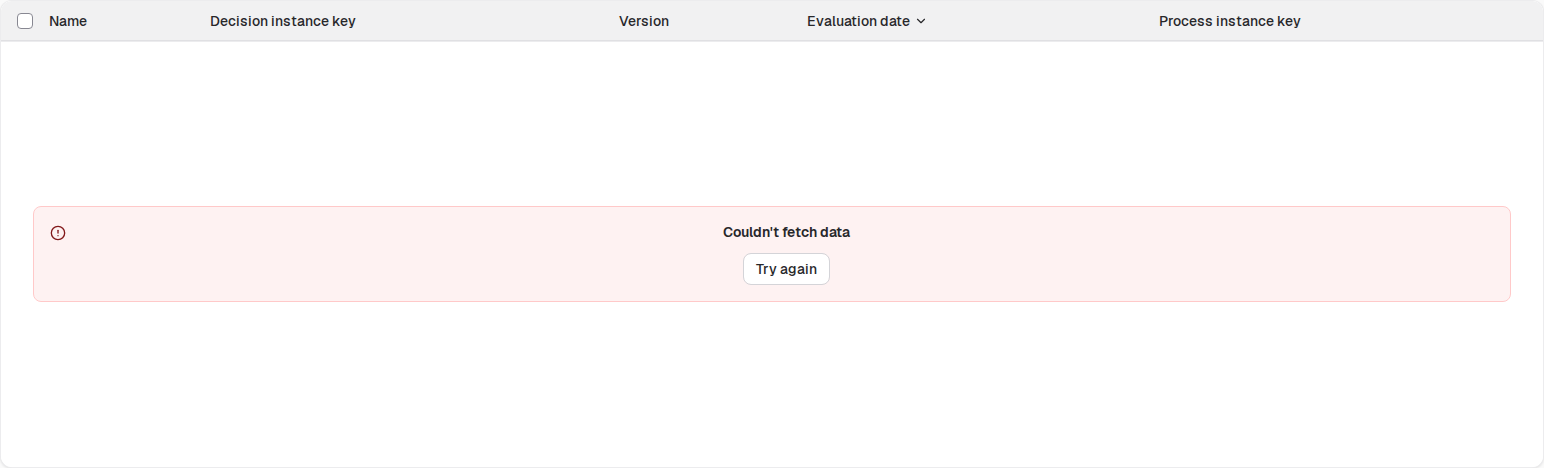 Name Decision instance key Version Evaluation date Process instance key
Couldn't fetch data
Try again